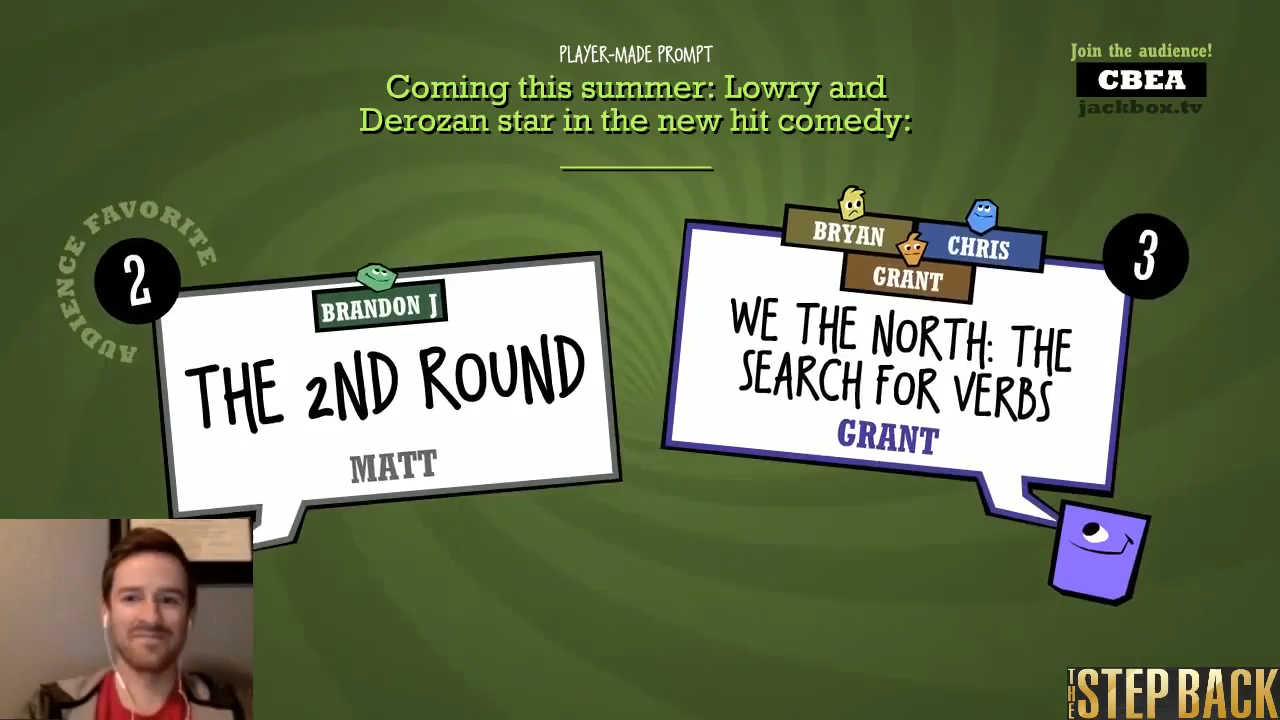 PLAYER-MADE PROMPT
Coming this summer: Lowry and
Derozan star in the new hit comedy:
Join the audience!
CBEA
jackbox.tv
AUDIENCE FAVORITE
2
BRANDON J
THE 2ND ROUND
MATT
BRYAN
CHRIS
GRANT
3
WE THE NORTH: THE
SEARCH FOR VERBS
GRANT
THE STEP BACK